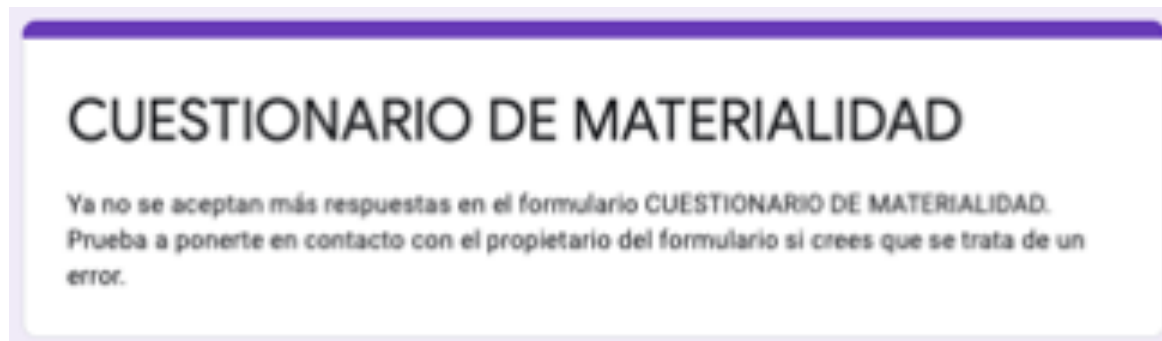 CUESTIONARIO DE MATERIALIDAD
Ya no se aceptan más respuestas en el formulario CUESTIONARIO DE MATERIALIDAD.
Prueba a ponerte en contacto con el propietario del formulario si crees que se trata de un
error.